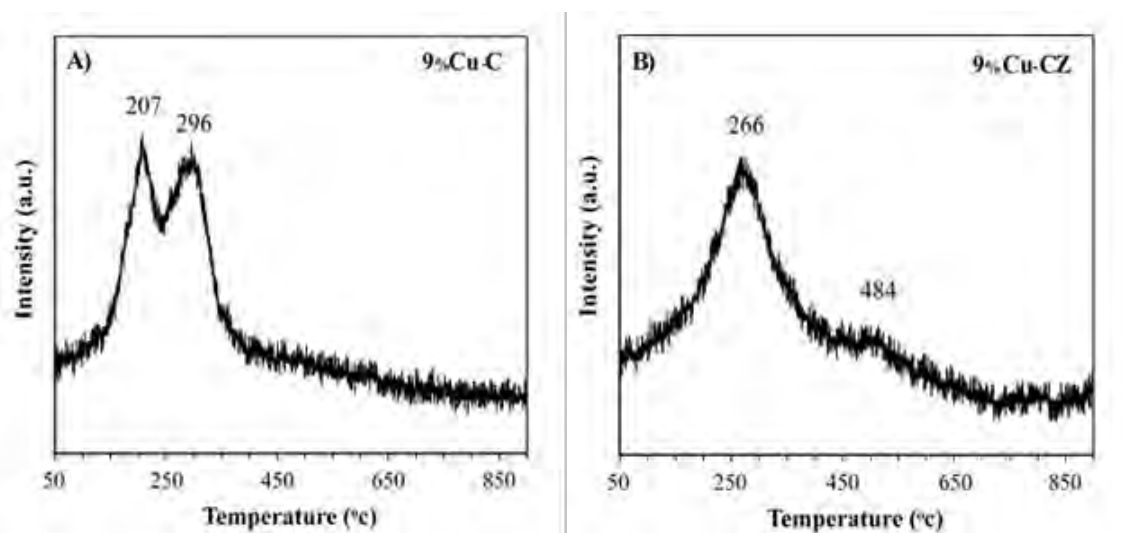 A) 9%Cu-C
207
296
Intensity (a.u.)
50 250 450 650 850
Temperature (°c)
B) 9%Cu-CZ
266
484
Intensity (a.u.)
50 250 450 650 850
Temperature (°c)